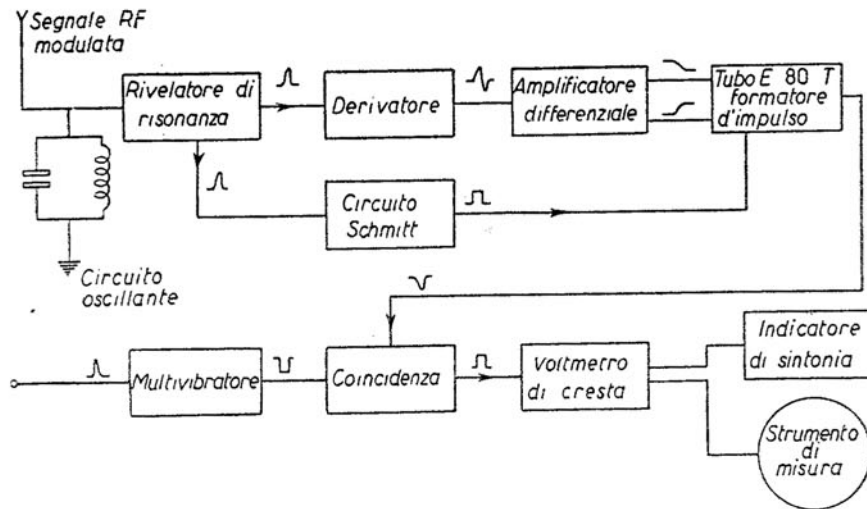 Segnale RF
modulata
Rivelatore di
risonanza
Derivatore
Amplificatore
differenziale
Tubo E 80 T
formatore
d'impulso
Circuito
Schmitt
Circuito
oscillante
Multivibratore
Coincidenza
Voltmetro
di cresta
Indicatore
di sintonia
Strumento
di
misura